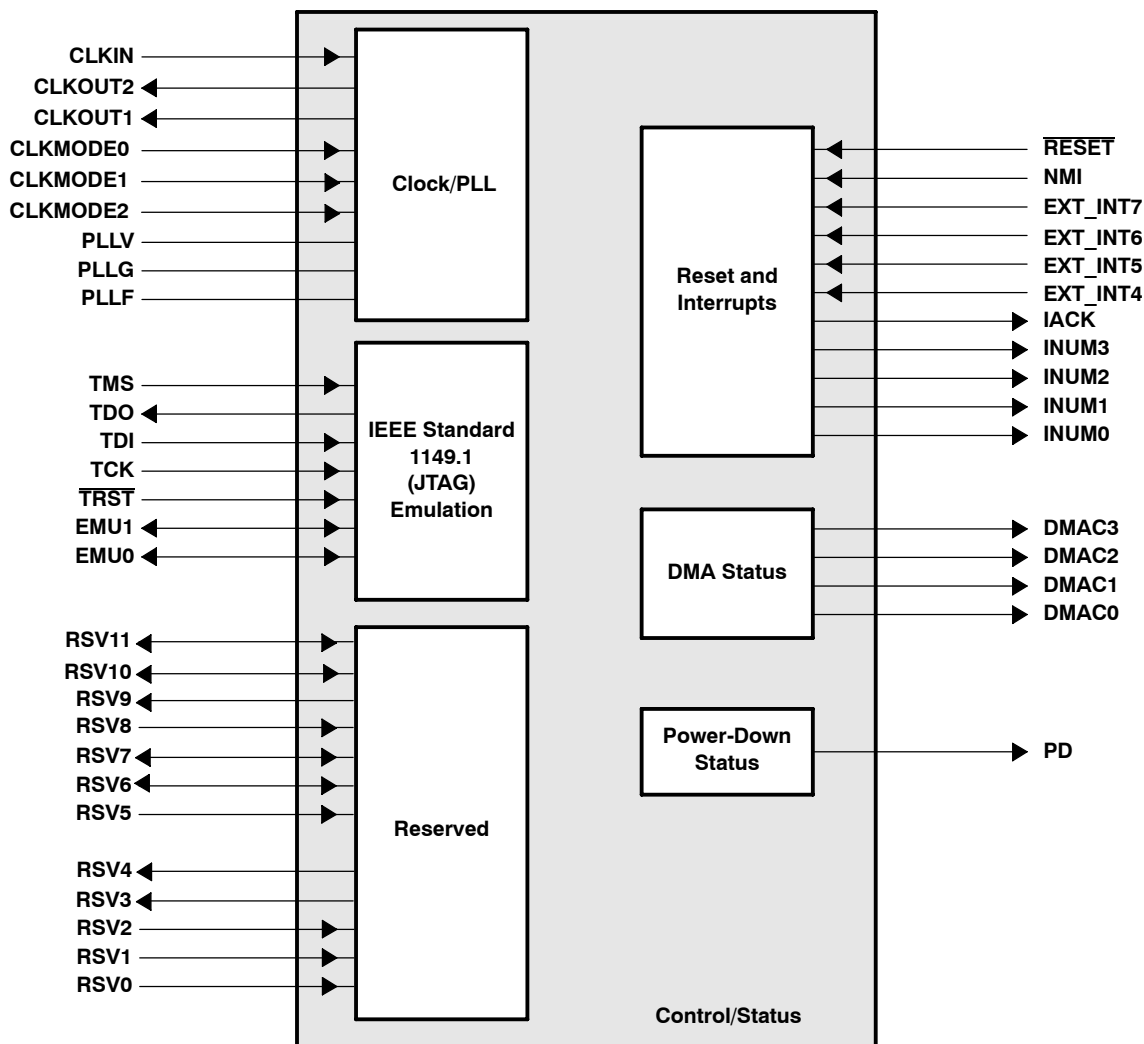 CLKIN
CLKOUT2
CLKOUT1
CLKMODE0
CLKMODE1
CLKMODE2
PLLV
PLLG
PLLF
Clock/PLL
TMS
TDO
TDI
TCK
TRST
EMU1
EMU0
IEEE Standard
1149.1
(JTAG)
Emulation
RSV11
RSV10
RSV9
RSV8
RSV7
RSV6
RSV5
RSV4
RSV3
RSV2
RSV1
RSV0
Reserved
Reset and
Interrupts
RESET
NMI
EXT_INT7
EXT_INT6
EXT_INT5
EXT_INT4
IACK
INUM3
INUM2
INUM1
INUM0
DMA Status
DMAC3
DMAC2
DMAC1
DMAC0
Power-Down
Status
PD
Control/Status